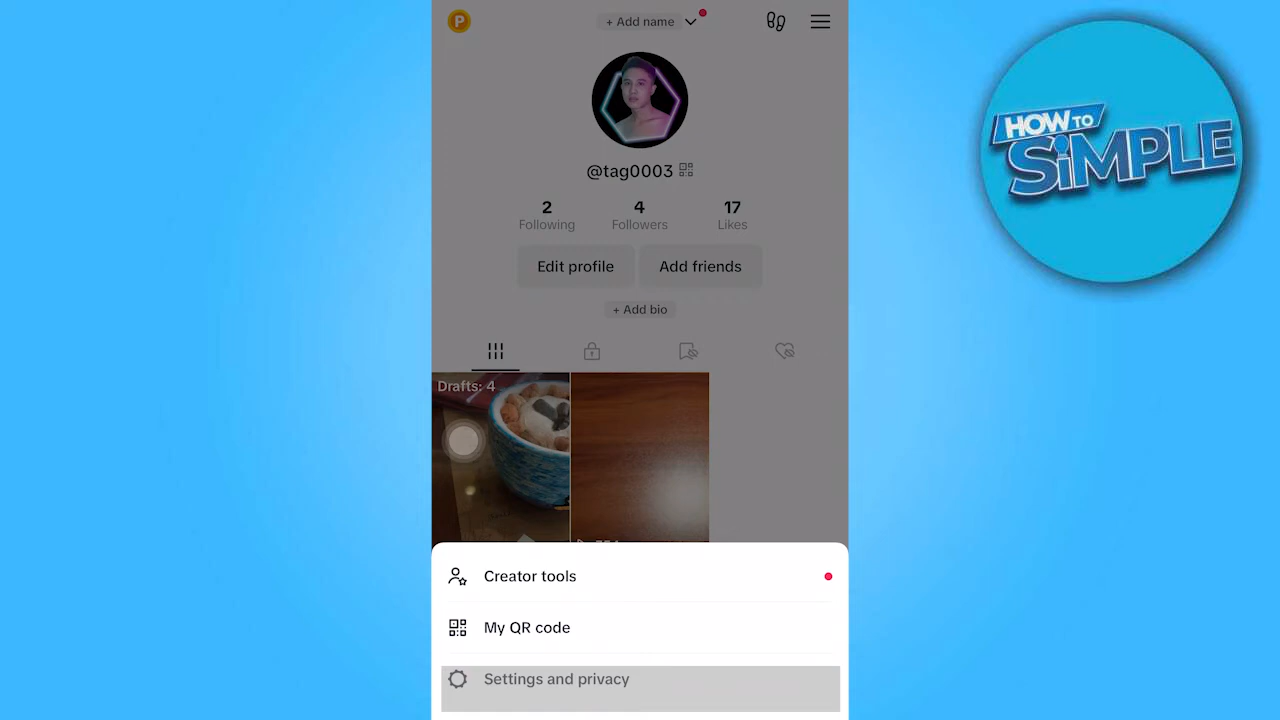 P
+ Add name
HOW TO
SiMPLE
@tag0003
2
4
17
Following
Followers
Likes
Edit profile
Add friends
+ Add bio
Drafts: 4
Creator tools
My QR code
Settings and privacy